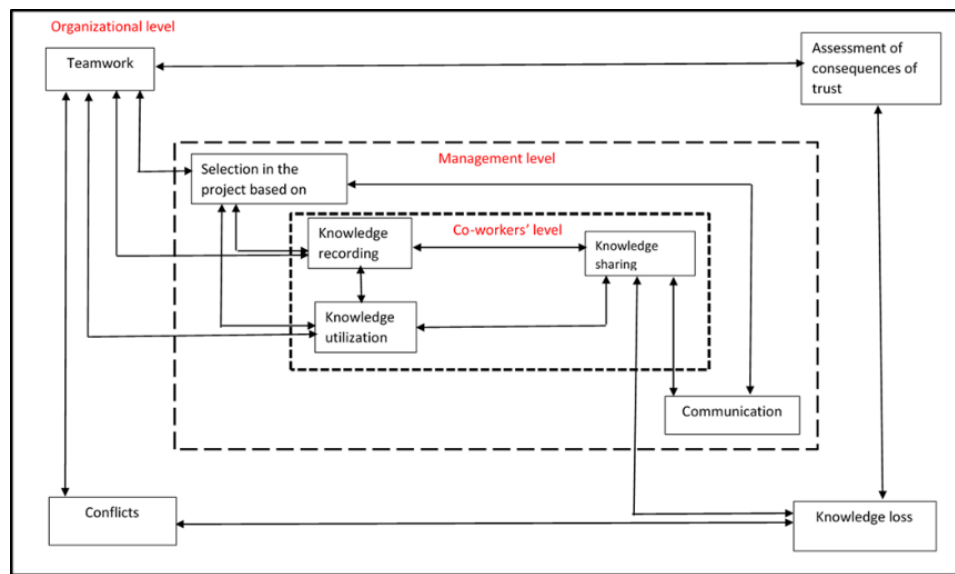 Organizational level
Teamwork
Assessment of
consequences of
trust
Management level
Selection in the
project based on
Co-workers' level
Knowledge
recording
Knowledge
sharing
Knowledge
utilization
Communication
Conflicts
Knowledge loss